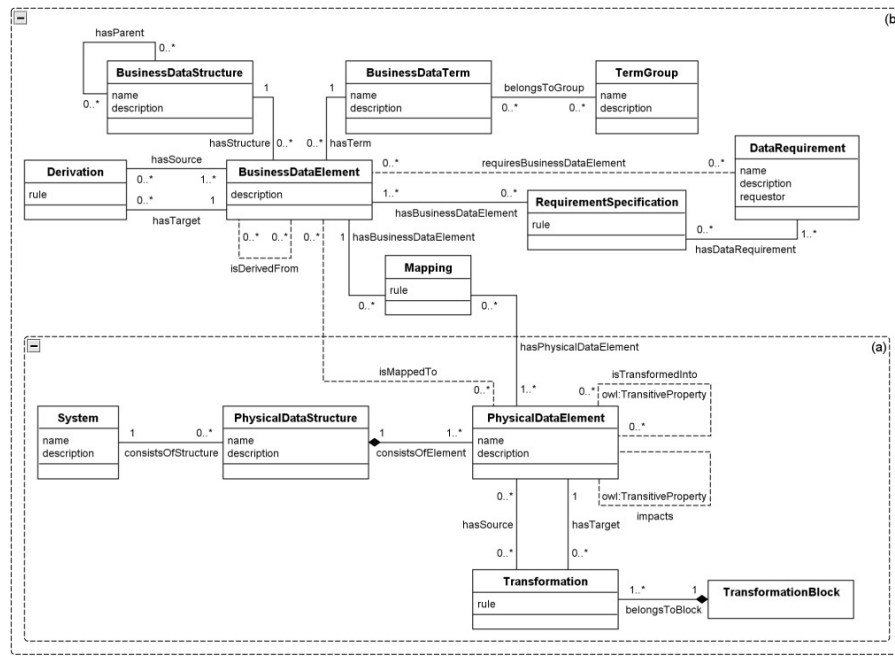 (b)
hasParent
0..*
0..*
BusinessDataStructure
name
description
BusinessDataTerm
name
description
belongsToGroup
0..*
0..*
TermGroup
name
description
1
hasStructure
0..*
1
0..*
hasTerm
Derivation
rule
hasSource
0..*
1..*
0..*
1
hasTarget
BusinessDataElement
description
0..*
requiresBusinessDataElement
0..*
DataRequirement
name
description
requestor
1..*
0..*
hasBusinessDataElement
RequirementSpecification
rule
0..*
1..*
hasDataRequirement
0..*
0..*
isDerivedFrom
0..*
1
hasBusinessDataElement
Mapping
rule
0..*
0..*
(a)
hasPhysicalDataElement
isMappedTo
0..*
1..*
isTransformedInto
0..*
owl:TransitiveProperty
0..*
System
name
description
1
0..*
consistsOfStructure
PhysicalDataStructure
name
description
1
1..*
consistsOfElement
PhysicalDataElement
name
description
owl:TransitiveProperty
impacts
0..*
1
hasSource
hasTarget
0..*
0..*
Transformation
rule
1..*
1
belongsToBlock
TransformationBlock